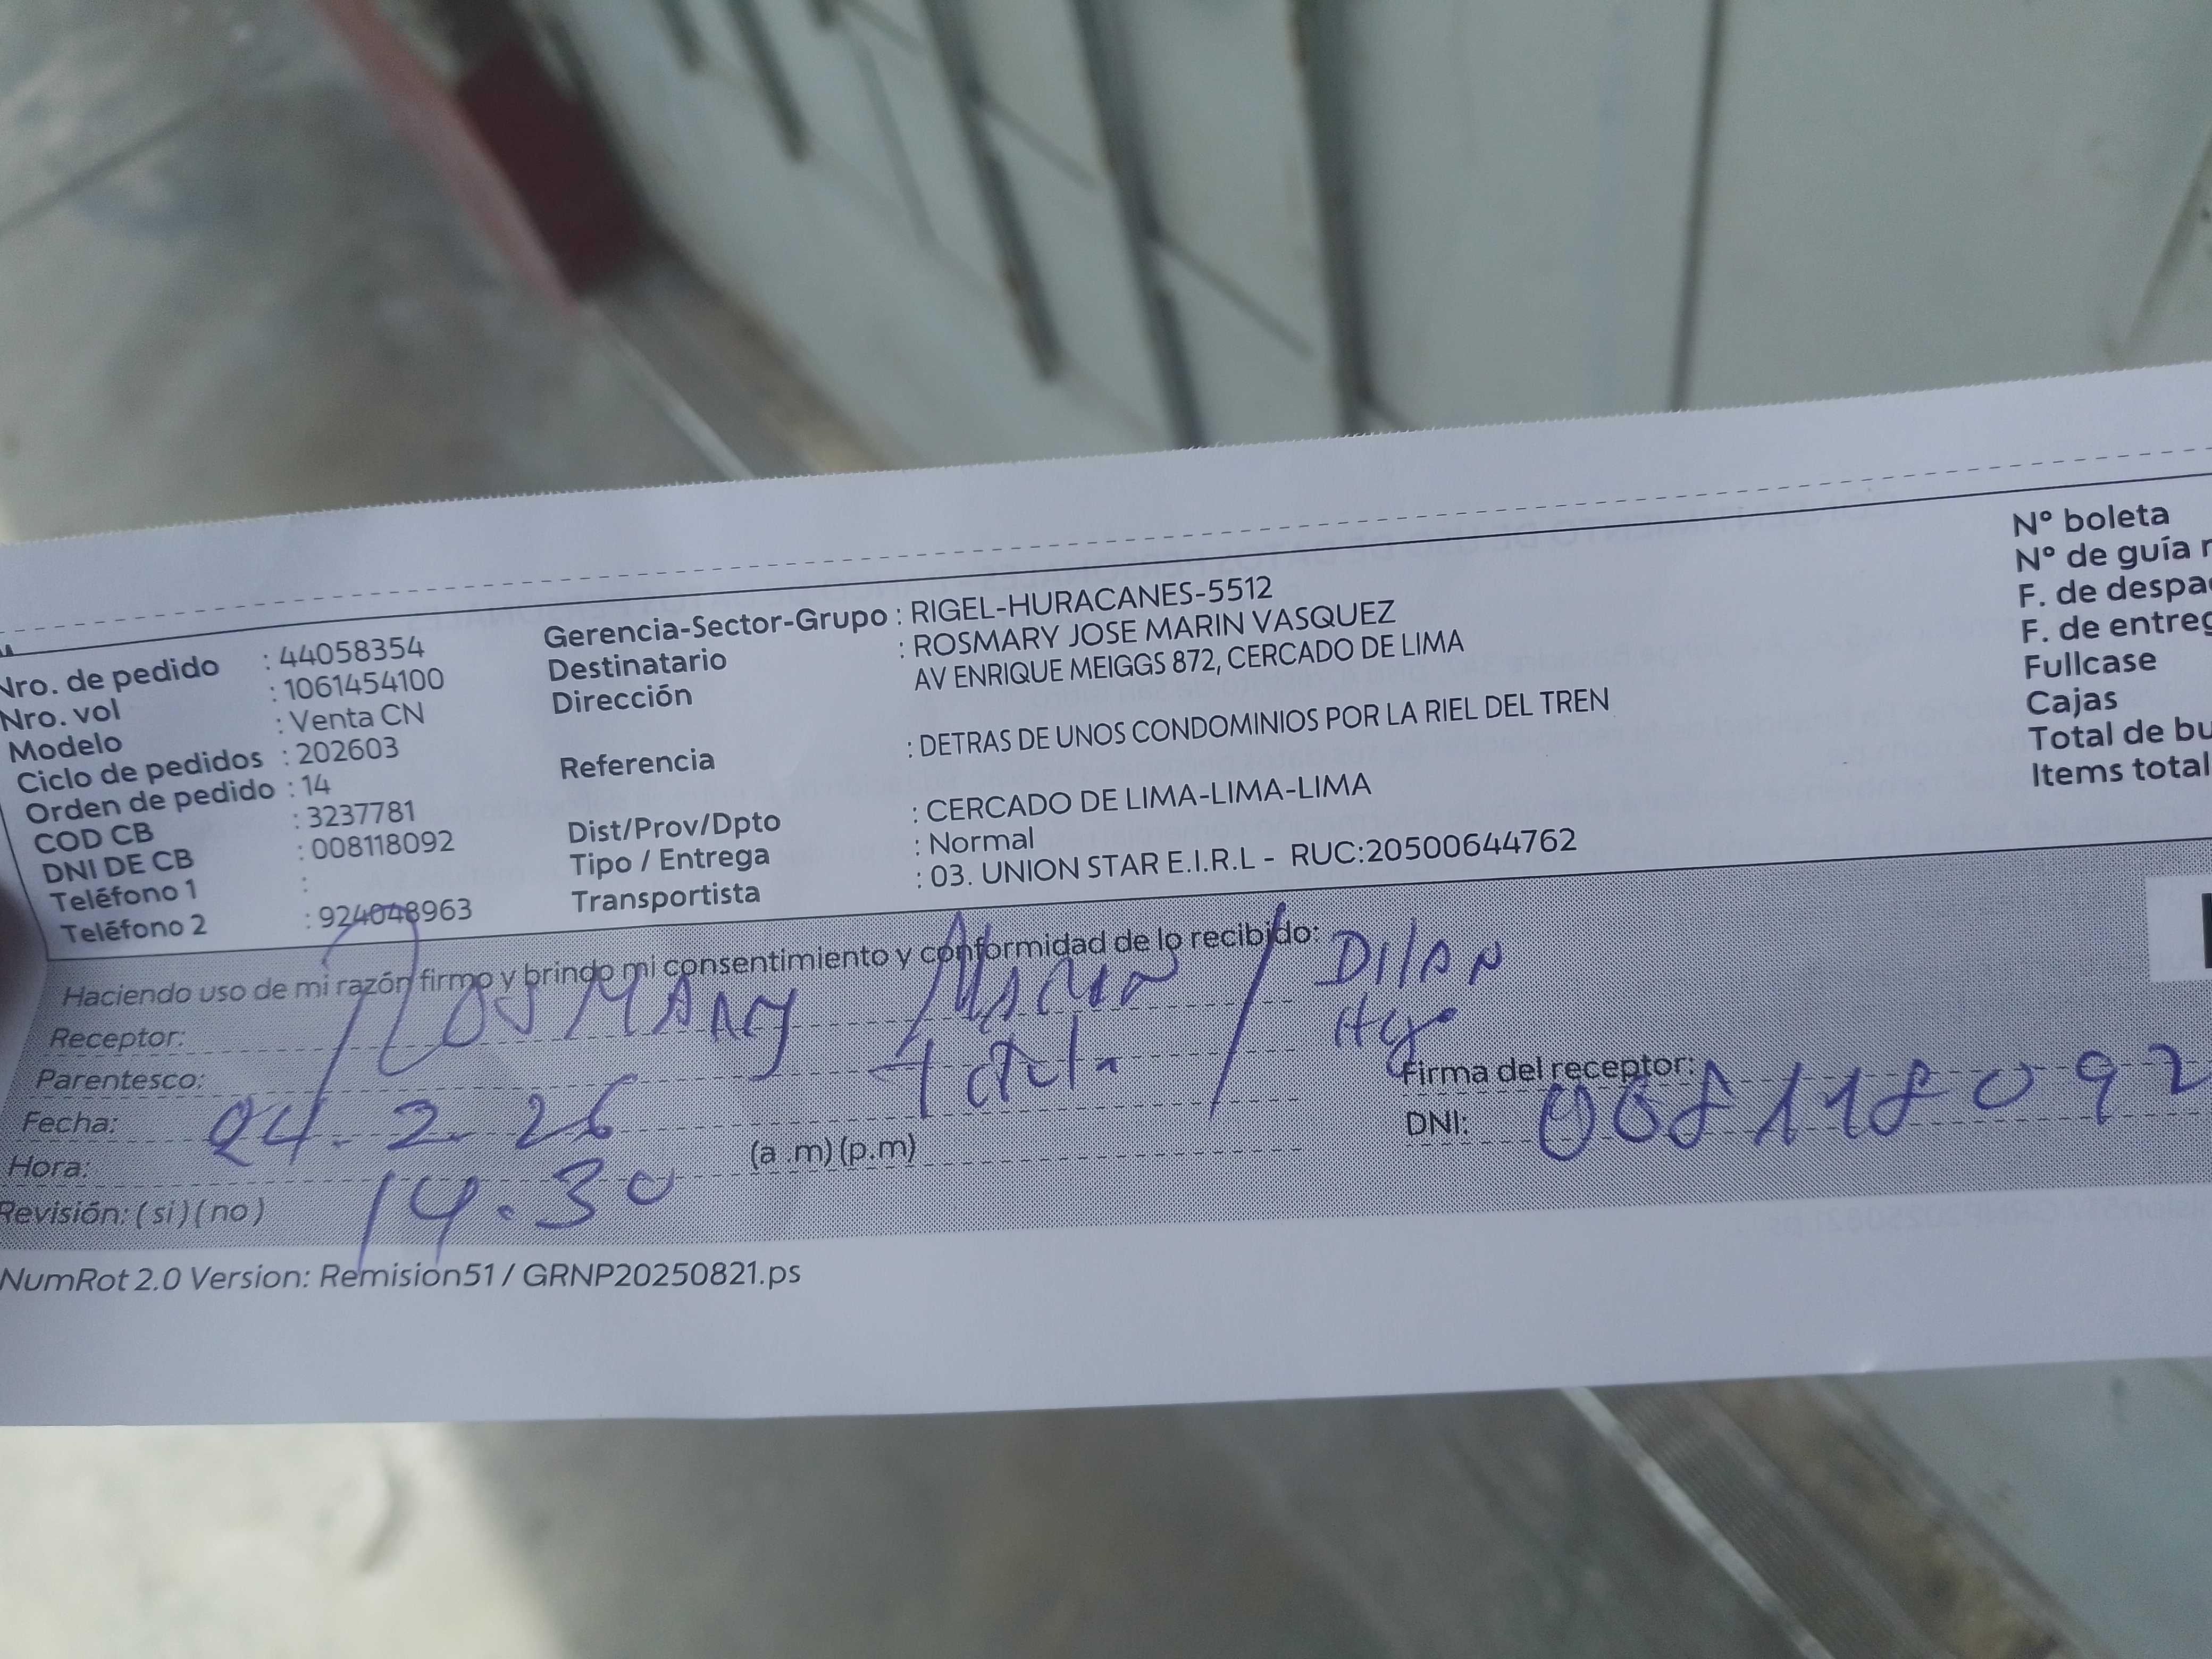 Nro. de pedido : 44058354
Nro. vol : 1061454100
Modelo : Venta CN
Ciclo de pedidos : 202603
Orden de pedido : 14
COD CB : 3237781
DNI DE CB : 008118092
Teléfono 1 :
Teléfono 2 : 924048963
Gerencia-Sector-Grupo : RIGEL-HURACANES-5512
Destinatario : ROSMARY JOSE MARIN VASQUEZ
Dirección AV ENRIQUE MEIGGS 872, CERCADO DE LIMA
Referencia : DETRAS DE UNOS CONDOMINIOS POR LA RIEL DEL TREN
Dist/Prov/Dpto : CERCADO DE LIMA-LIMA-LIMA
Tipo / Entrega : Normal
Transportista : 03. UNION STAR E.I.R.L - RUC:20500644762
N° boleta
N° de guía r
F. de despa
F. de entreg
Fullcase
Cajas
Total de bu
Items total
Haciendo uso de mi razón firmo y brindo mi consentimiento y conformidad de lo recibido:
Receptor: Rosmary Marin / Dilan
Parentesco:
Fecha: 24.2.26
Hora: 14.30 (a .m) (p.m)
Revisión: ( si ) ( no )
Firma del receptor:
DNI: 008118092
NumRot 2.0 Version: Remision51 / GRNP20250821.ps